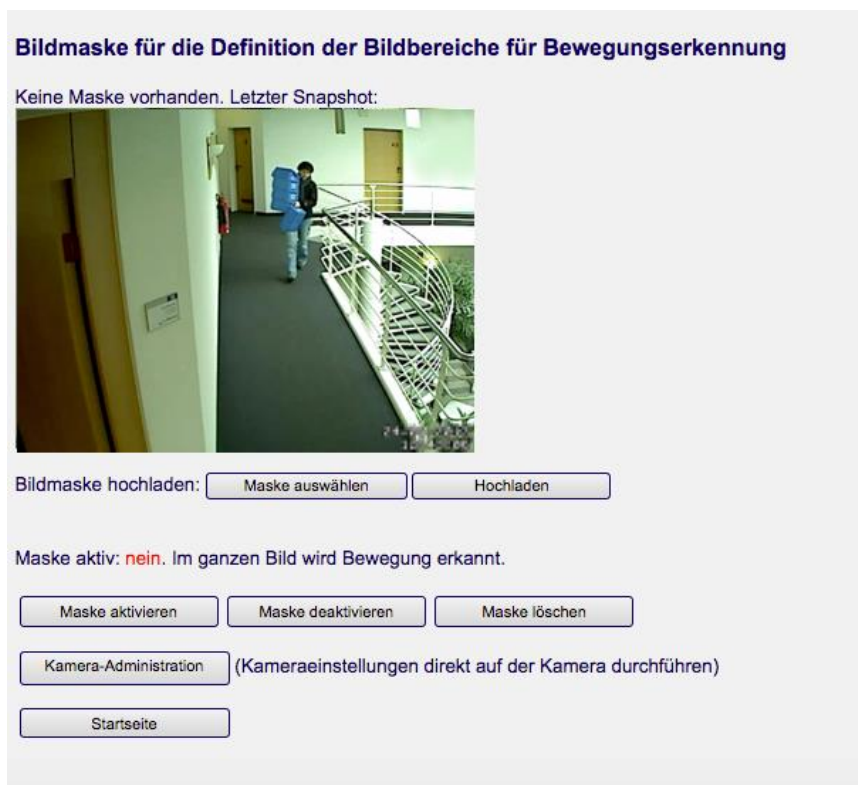 Bildmaske für die Definition der Bildbereiche für Bewegungserkennung
Keine Maske vorhanden. Letzter Snapshot:
Bildmaske hochladen: Maske auswählen Hochladen
Maske aktiv: nein. Im ganzen Bild wird Bewegung erkannt.
Maske aktivieren Maske deaktivieren Maske löschen
Kamera-Administration (Kameraeinstellungen direkt auf der Kamera durchführen)
Startseite